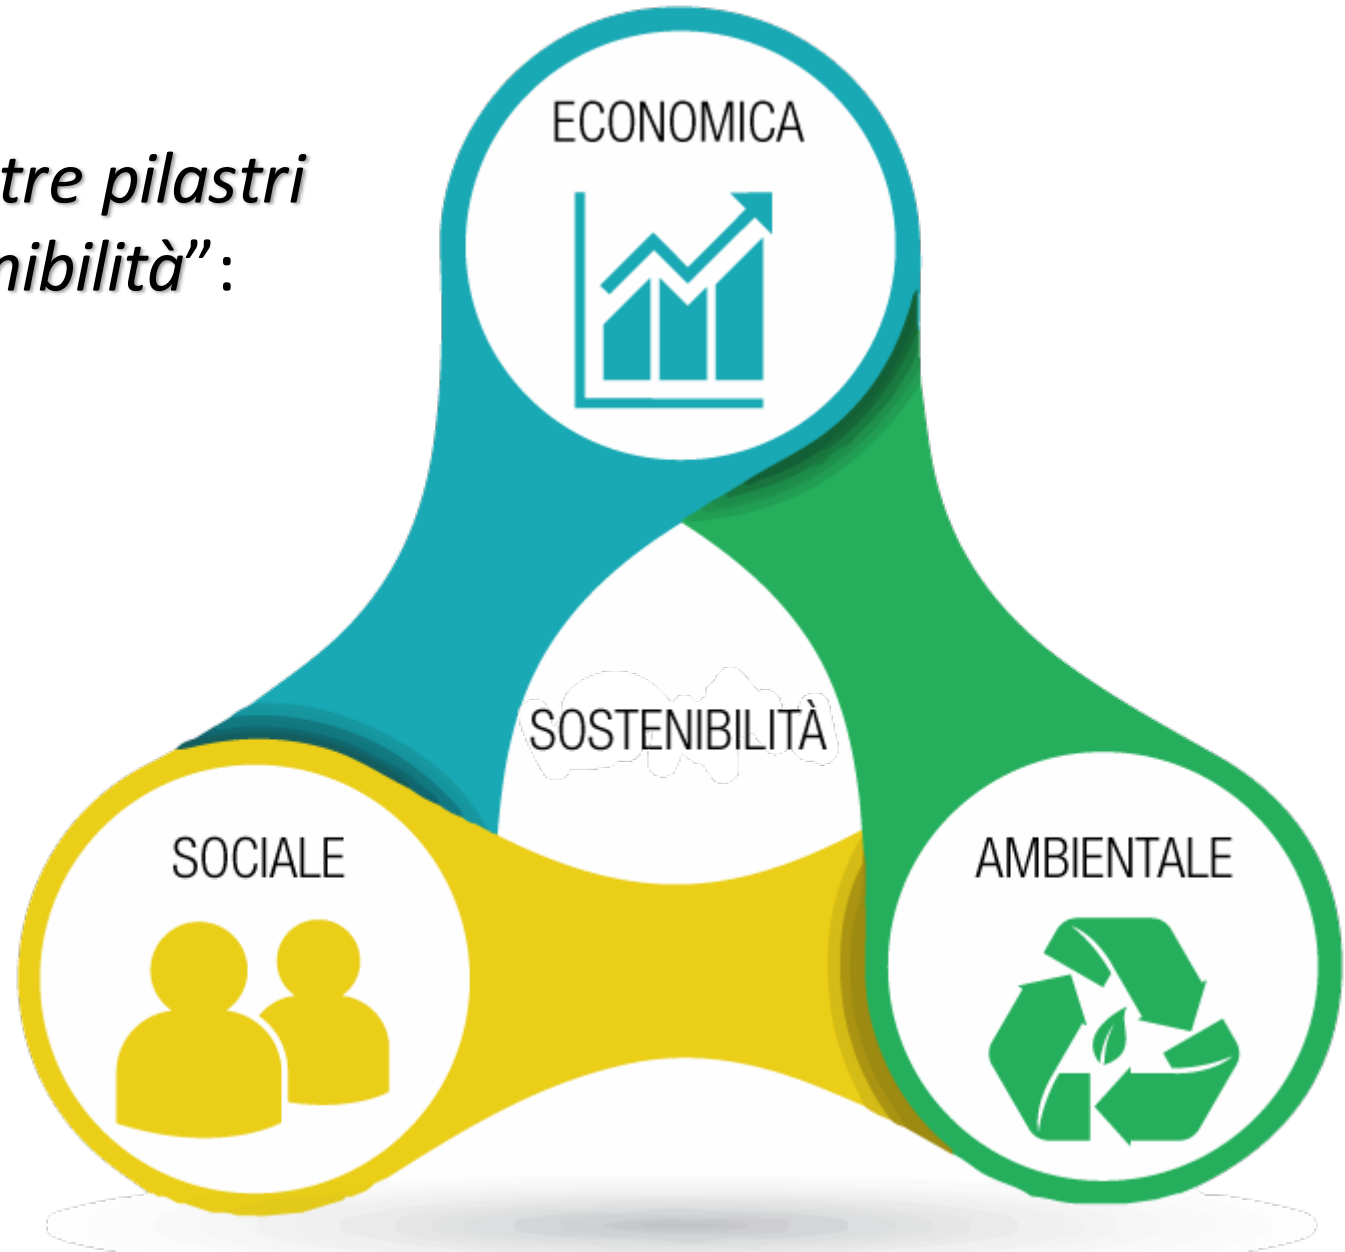 tre pilastri
nibilità”:
ECONOMICA
SOSTENIBILITÀ
SOCIALE
AMBIENTALE